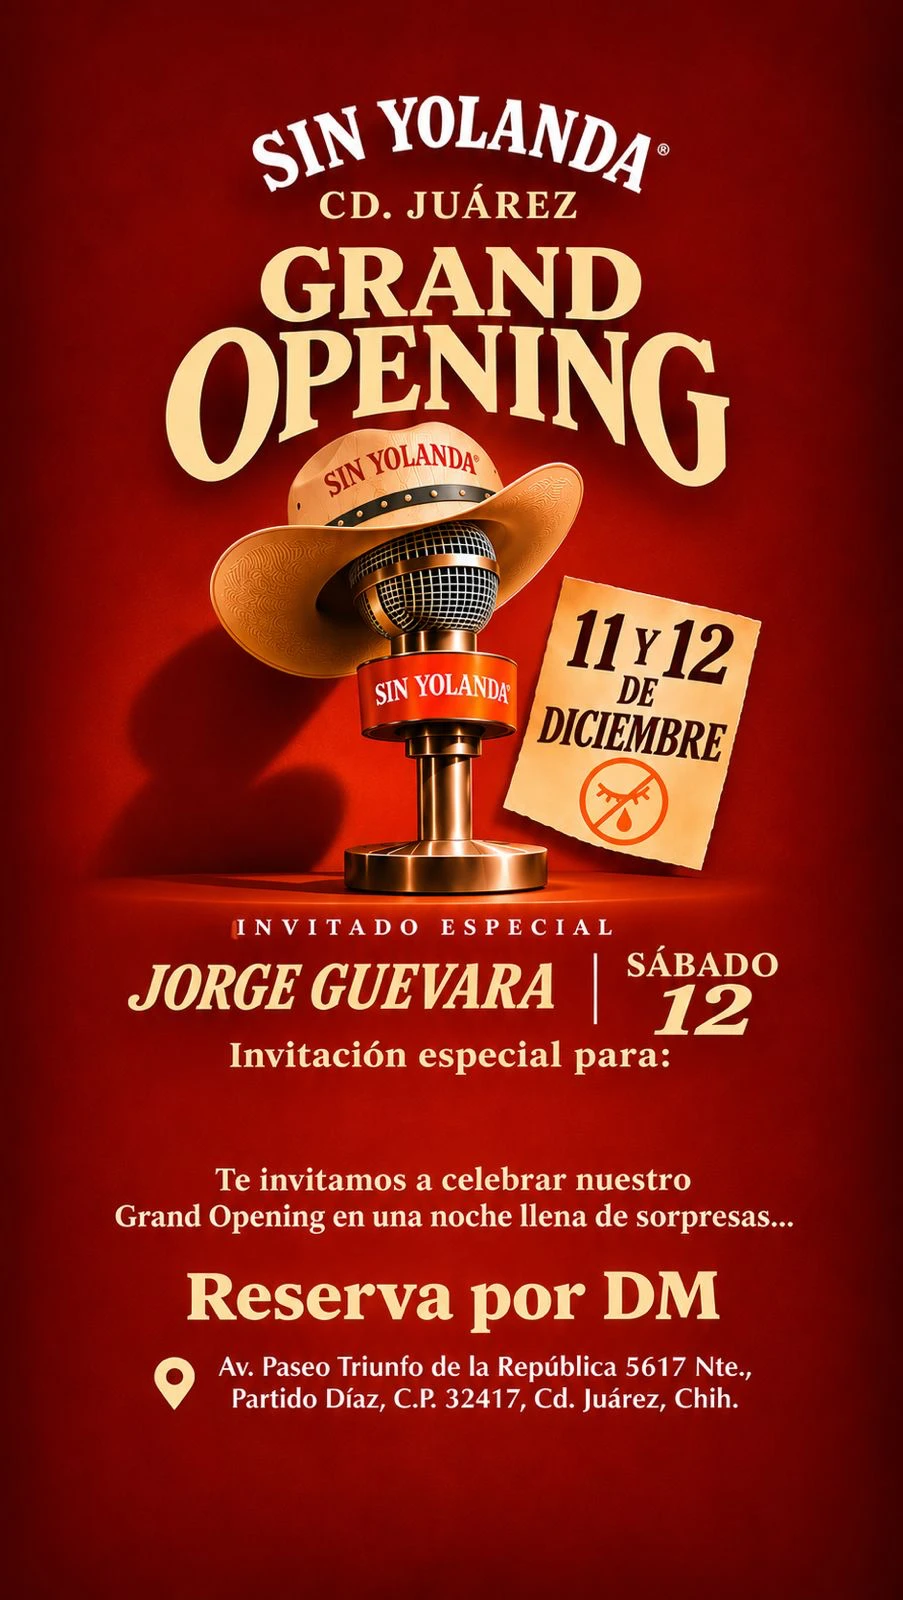 SIN YOLANDA®
CD. JUÁREZ
GRAND
OPENING
SIN YOLANDA®
SIN YOLANDA®
11 Y 12
DE
DICIEMBRE
INVITADO ESPECIAL
JORGE GUEVARA
SÁBADO
12
Invitación especial para:
Te invitamos a celebrar nuestro
Grand Opening en una noche llena de sorpresas...
Reserva por DM
Av. Paseo Triunfo de la República 5617 Nte.,
Partido Díaz, C.P. 32417, Cd. Juárez, Chih.